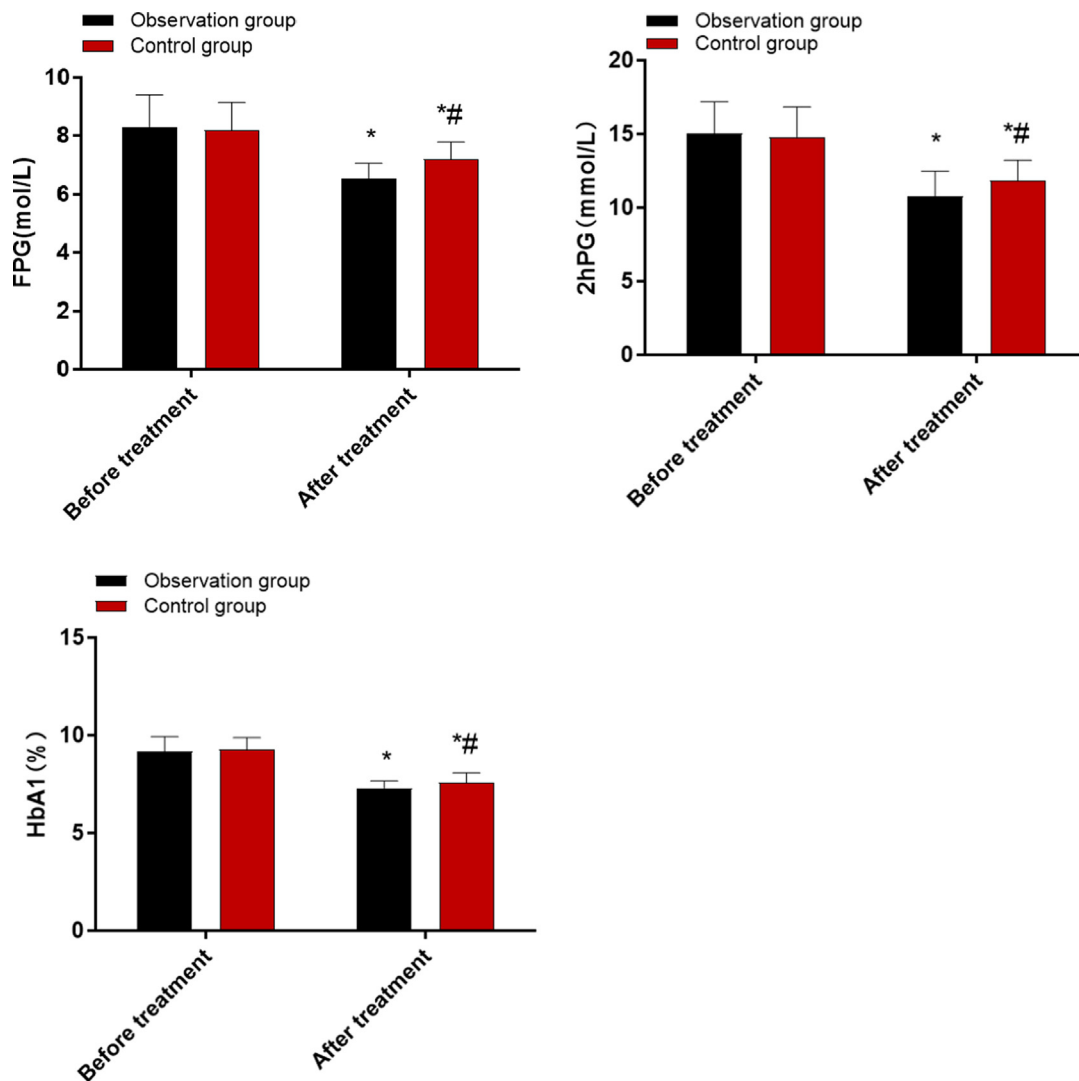 Observation group
Control group
10
8
6
4
2
0
FPG(mol/L)
*
*#
Before treatment
After treatment
Observation group
Control group
20
15
10
5
0
2hPG（mmol/L）
*
*#
Before treatment
After treatment
Observation group
Control group
15
10
5
0
HbA1（%）
*
*#
Before treatment
After treatment